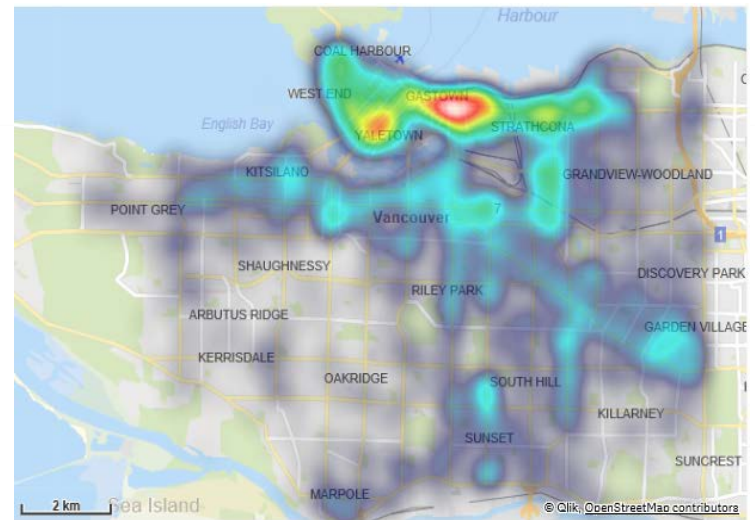 Harbour
COAL HARBOUR
WEST END
GASTOWN
English Bay
YALETOWN
STRATHCONA
KITSILANO
GRANDVIEW-WOODLAND
POINT GREY
Vancouver
7
1
SHAUGHNESSY
DISCOVERY PARK
RILEY PARK
ARBUTUS RIDGE
GARDEN VILLAGE
KERRISDALE
OAKRIDGE
SOUTH HILL
KILLARNEY
SUNSET
SUNCREST
MARPOLE
2 km
Sea Island
© Qlik, OpenStreetMap contributors